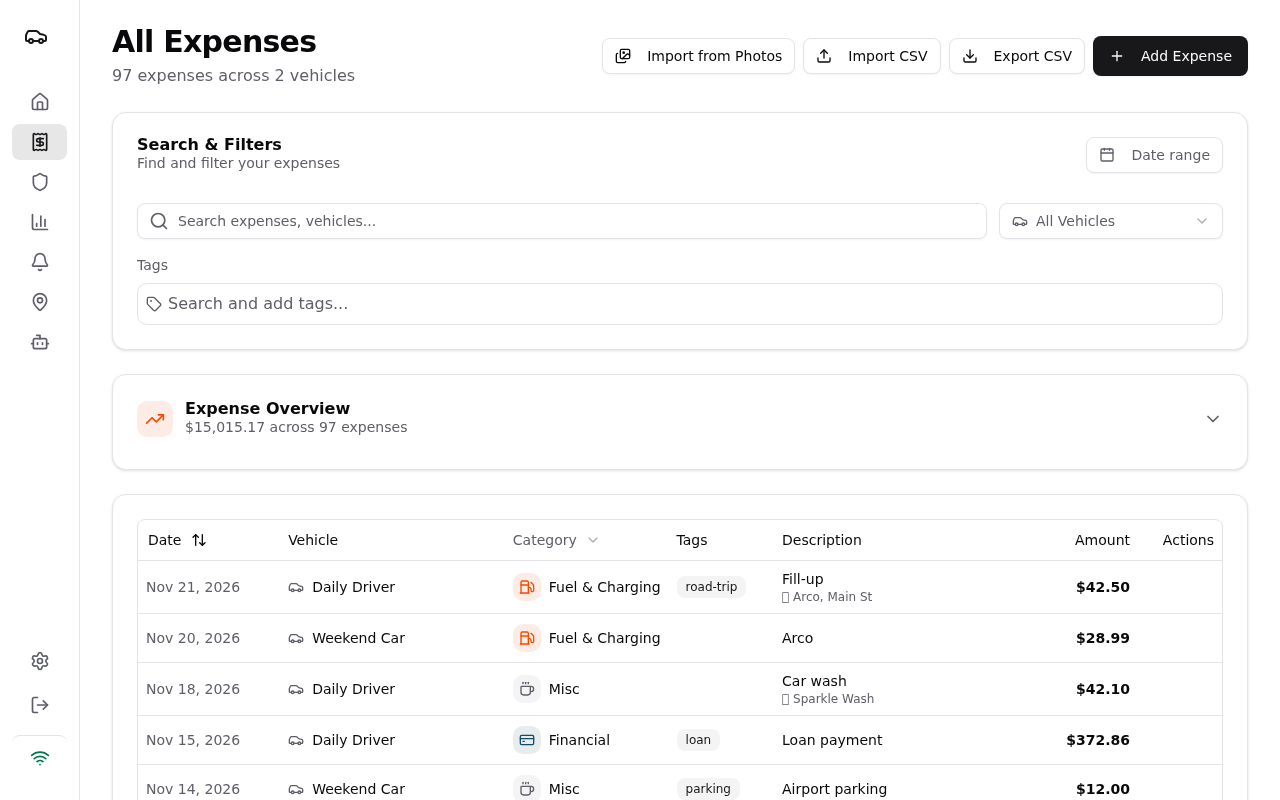 All Expenses
97 expenses across 2 vehicles
Import from Photos
Import CSV
Export CSV
Add Expense
Search & Filters
Find and filter your expenses
Date range
Search expenses, vehicles...
All Vehicles
Tags
Search and add tags...
Expense Overview
$15,015.17 across 97 expenses
Date Vehicle Category Tags Description Amount Actions
Nov 21, 2026 Daily Driver Fuel & Charging road-trip Fill-up $42.50
Arco, Main St
Nov 20, 2026 Weekend Car Fuel & Charging Arco $28.99
Nov 18, 2026 Daily Driver Misc Car wash $42.10
Sparkle Wash
Nov 15, 2026 Daily Driver Financial loan Loan payment $372.86
Nov 14, 2026 Weekend Car Misc parking Airport parking $12.00